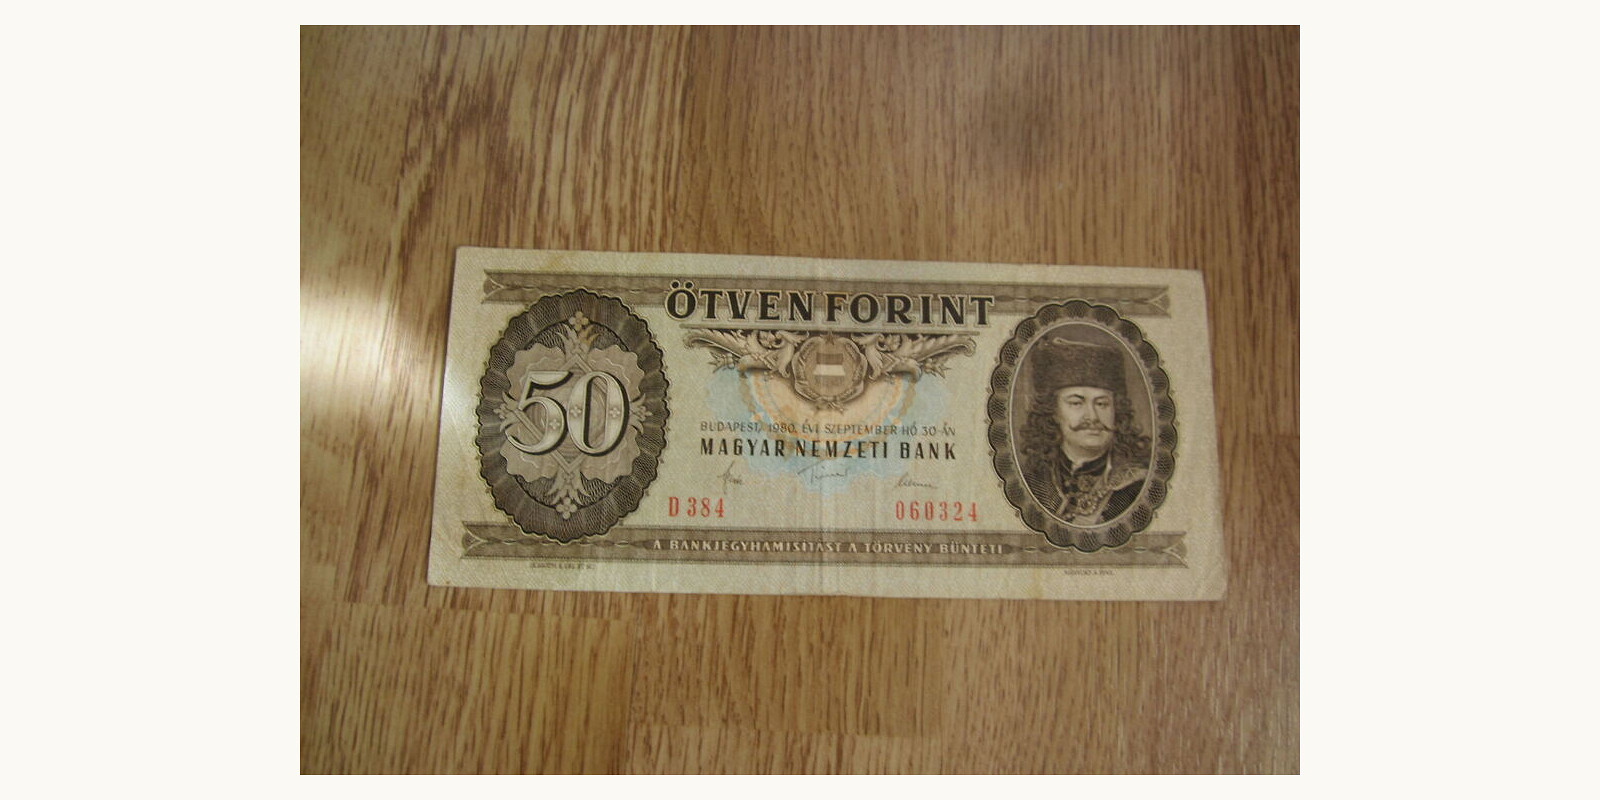 ÖTVEN FORINT
50
BUDAPEST, 1980. ÉVI SZEPTEMBER HÓ 30-ÁN
MAGYAR NEMZETI BANK
D 384 060324
A BANKJEGYHAMISÍTÁST A TÖRVÉNY BÜNTETI